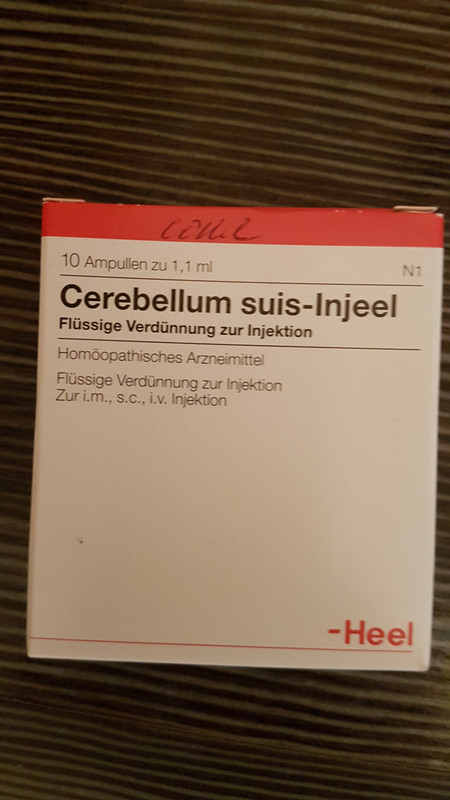 10 Ampullen zu 1,1 ml
N1
Cerebellum suis-Injeel
Flüssige Verdünnung zur Injektion
Homöopathisches Arzneimittel
Flüssige Verdünnung zur Injektion
Zur i.m., s.c., i.v. Injektion
-Heel